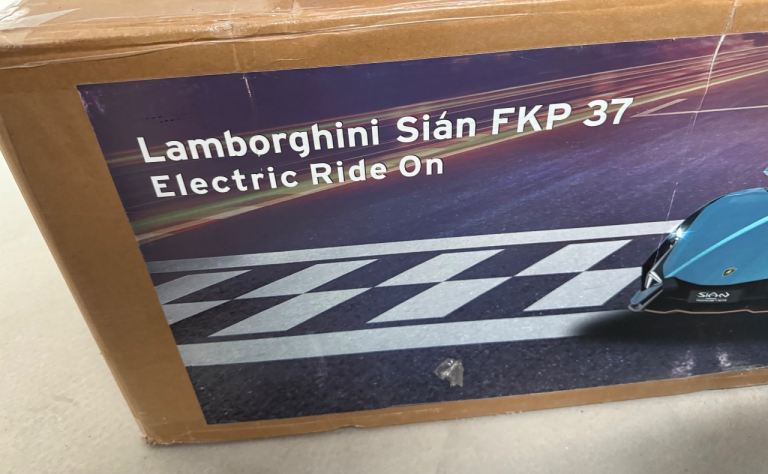 Lamborghini Sián FKP 37
Electric Ride On
SIÁN